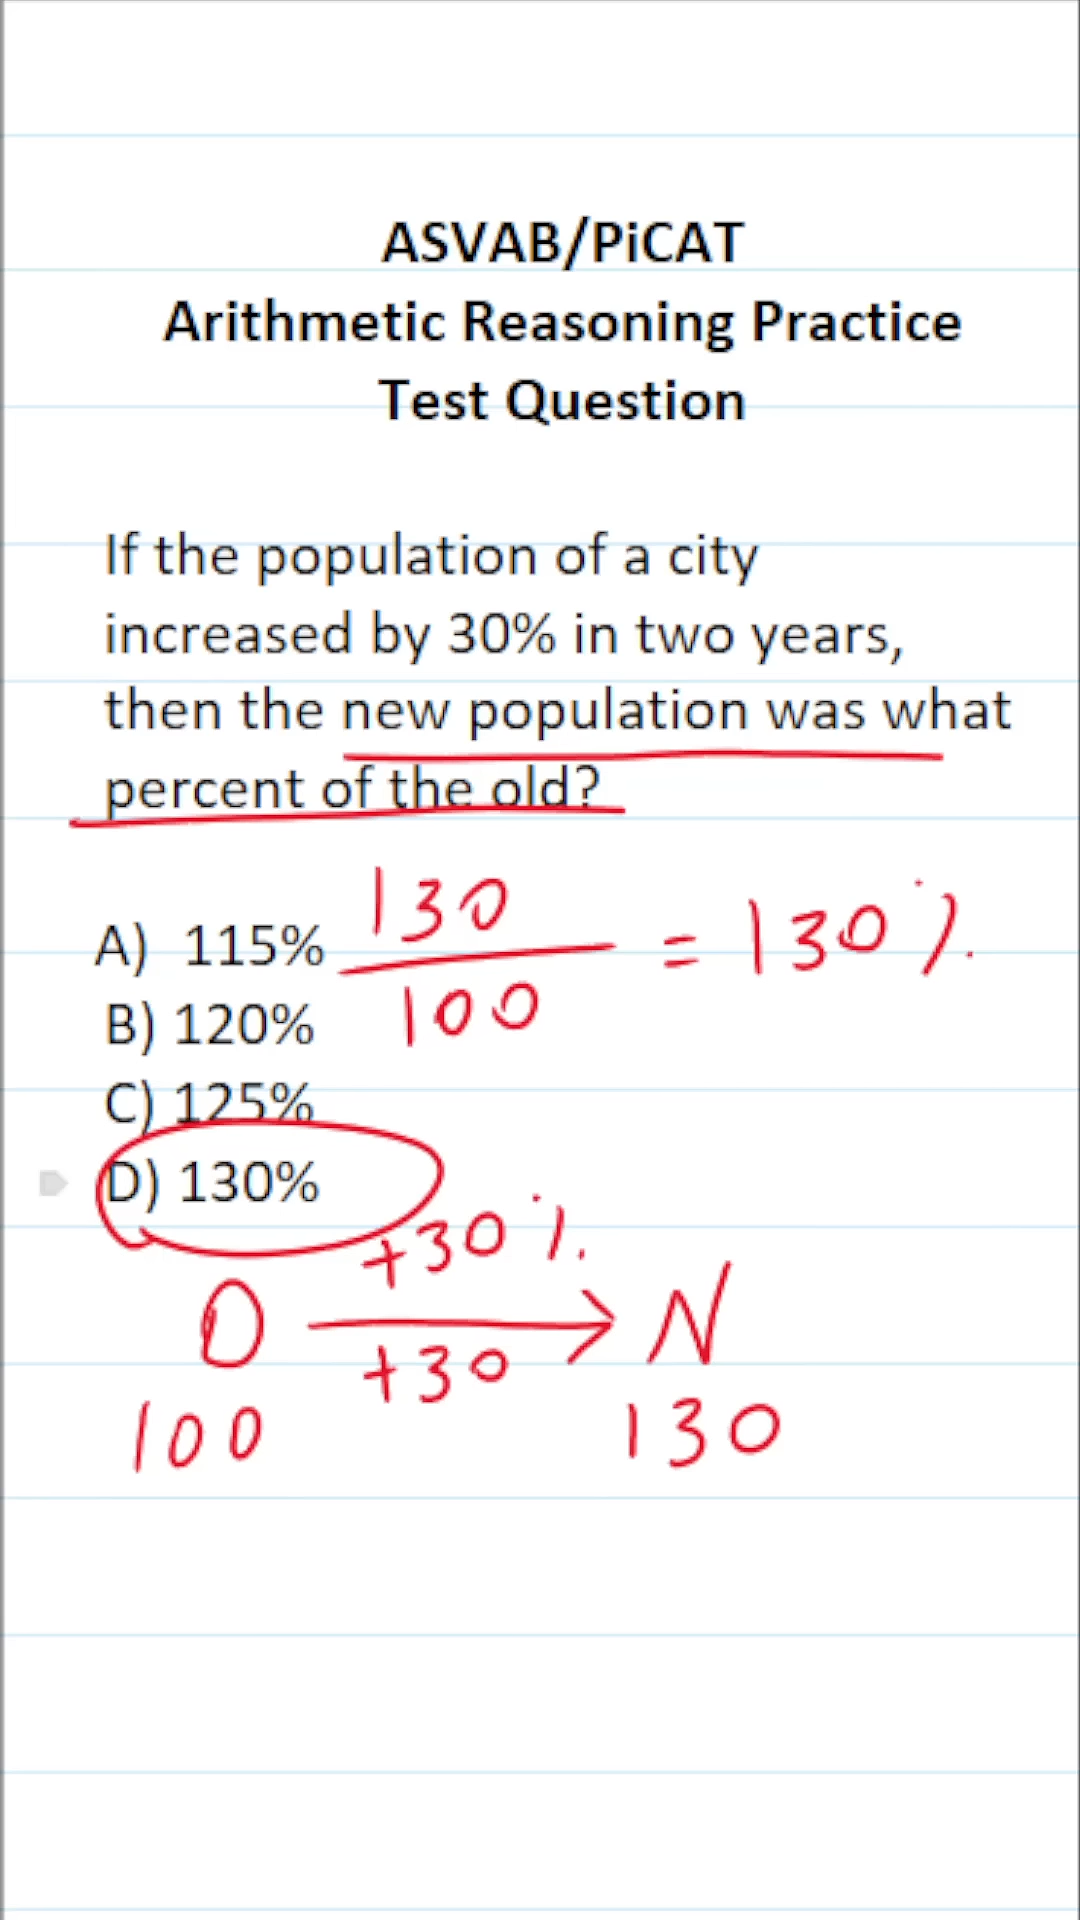 ASVAB/PiCAT
Arithmetic Reasoning Practice
Test Question
If the population of a city
increased by 30% in two years,
then the new population was what
percent of the old?
A) 115%
B) 120%
C) 125%
D) 130%
130
100
= 130%
+30%
O → N
+30
100
130